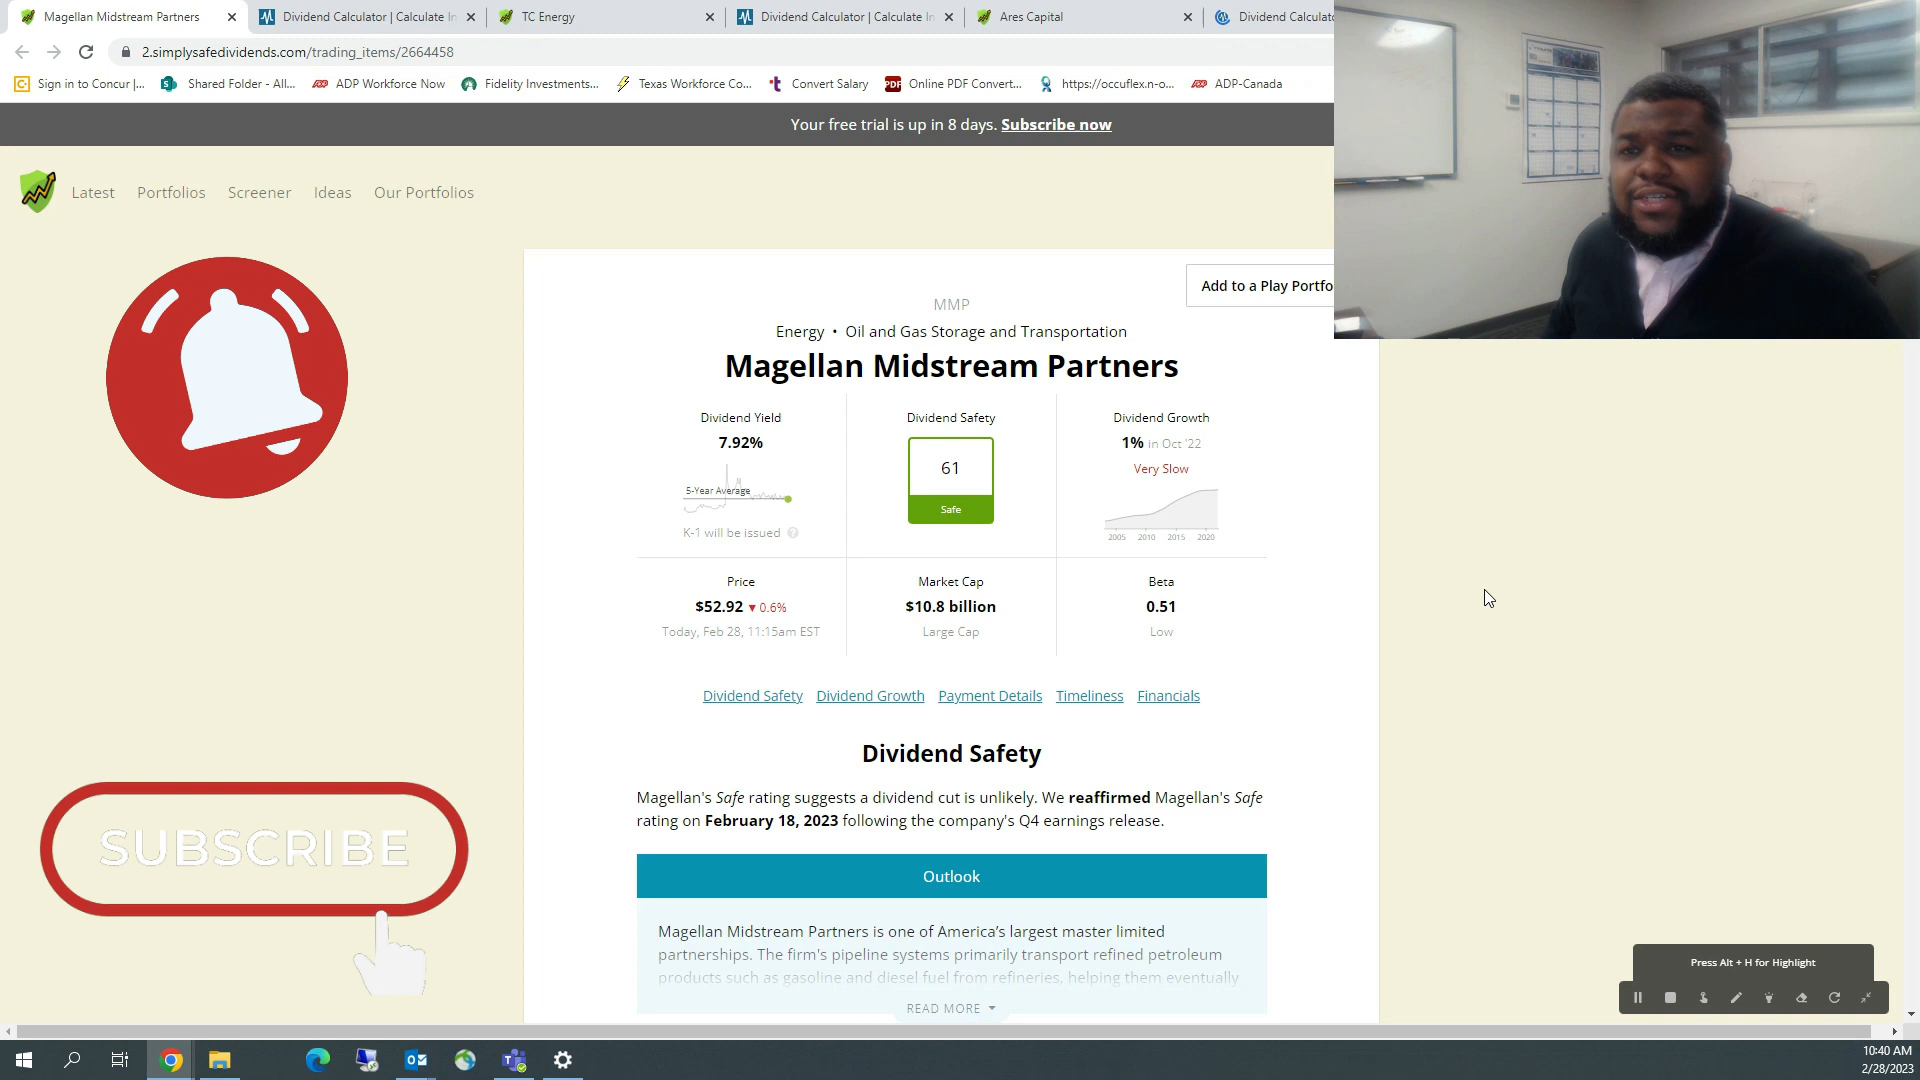 Magellan Midstream Partners
Dividend Calculator | Calculate In
TC Energy
Dividend Calculator | Calculate In
Ares Capital
Dividend Calculato
2.simplysafedividends.com/trading_items/2664458
Sign in to Concur |...
Shared Folder - All...
ADP Workforce Now
Fidelity Investments...
Texas Workforce Co...
Convert Salary
Online PDF Convert...
https://occuflex.n-o...
ADP-Canada
Your free trial is up in 8 days. Subscribe now
Latest
Portfolios
Screener
Ideas
Our Portfolios
Add to a Play Portfo
MMP
Energy • Oil and Gas Storage and Transportation
Magellan Midstream Partners
Dividend Yield
7.92%
5-Year Average
K-1 will be issued ?
Dividend Safety
61
Safe
Dividend Growth
1% in Oct '22
Very Slow
2005 2010 2015 2020
Price
$52.92 ▼ 0.6%
Today, Feb 28, 11:15am EST
Market Cap
$10.8 billion
Large Cap
Beta
0.51
Low
Dividend Safety
Dividend Growth
Payment Details
Timeliness
Financials
Dividend Safety
Magellan's Safe rating suggests a dividend cut is unlikely. We reaffirmed Magellan's Safe
rating on February 18, 2023 following the company's Q4 earnings release.
Outlook
Magellan Midstream Partners is one of America's largest master limited
partnerships. The firm's pipeline systems primarily transport refined petroleum
products such as gasoline and diesel fuel from refineries, helping them eventually
READ MORE
SUBSCRIBE
Press Alt + H for Highlight
10:40 AM
2/28/2023